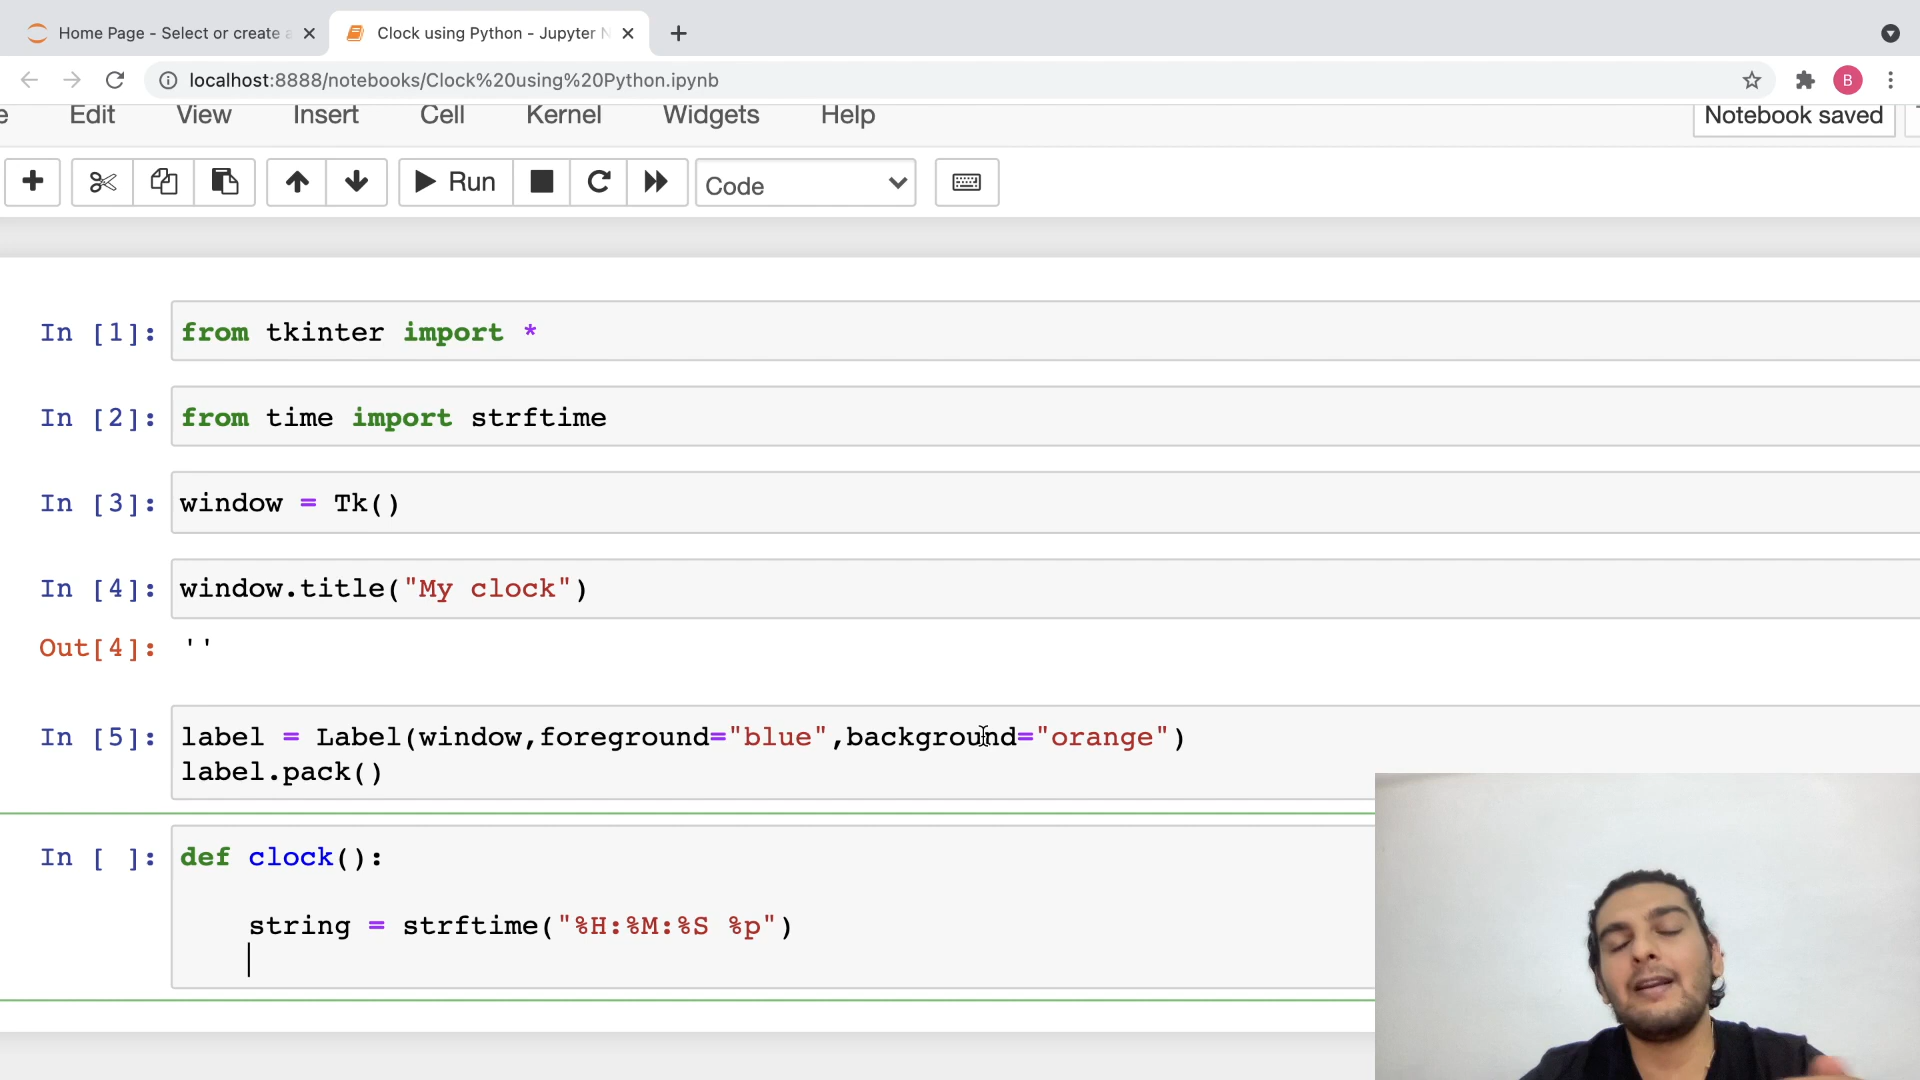 Home Page - Select or create a
Clock using Python - Jupyter N
localhost:8888/notebooks/Clock%20using%20Python.ipynb
B
e Edit View Insert Cell Kernel Widgets Help
Notebook saved
Run
Code
In [1]: from tkinter import *
In [2]: from time import strftime
In [3]: window = Tk()
In [4]: window.title("My clock")
Out[4]: ''
In [5]: label = Label(window,foreground="blue",background="orange")
label.pack()
In [ ]: def clock():
string = strftime("%H:%M:%S %p")